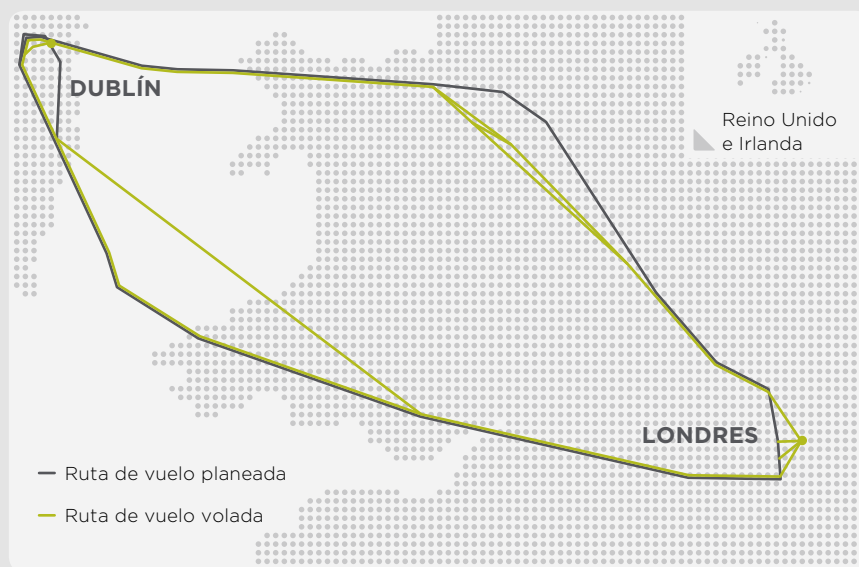 DUBLÍN
Reino Unido
e Irlanda
LONDRES
Ruta de vuelo planeada
Ruta de vuelo volada